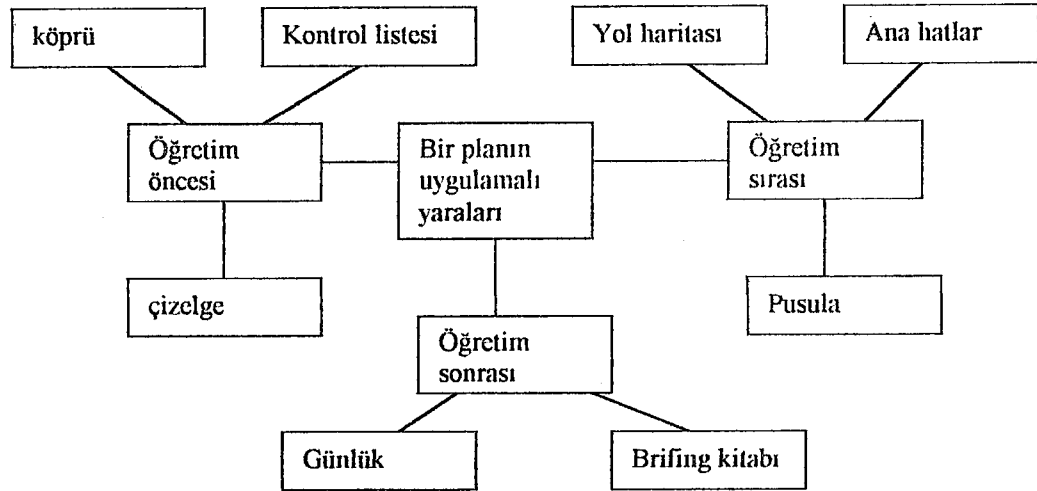 köprü
Kontrol listesi
Yol haritası
Ana hatlar
Öğretim
öncesi
Bir planın
uygulamalı
yaraları
Öğretim
sırası
çizelge
Pusula
Öğretim
sonrası
Günlük
Brifing kitabı